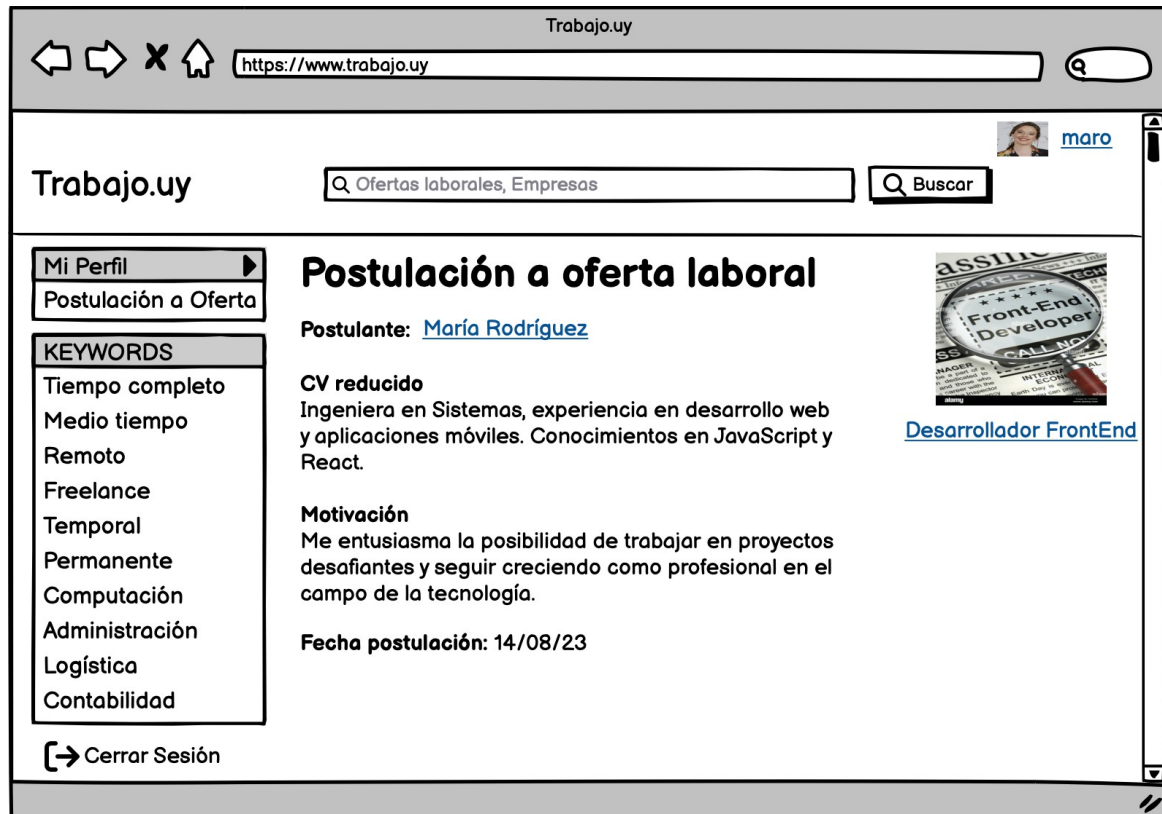 Trabajo.uy
https://www.trabajo.uy
maro
Trabajo.uy
Ofertas laborales, Empresas
Buscar
Mi Perfil
Postulación a Oferta
KEYWORDS
Tiempo completo
Medio tiempo
Remoto
Freelance
Temporal
Permanente
Computación
Administración
Logística
Contabilidad
Cerrar Sesión
Postulación a oferta laboral
Postulante: María Rodríguez
CV reducido
Ingeniera en Sistemas, experiencia en desarrollo web
y aplicaciones móviles. Conocimientos en JavaScript y
React.
Motivación
Me entusiasma la posibilidad de trabajar en proyectos
desafiantes y seguir creciendo como profesional en el
campo de la tecnología.
Fecha postulación: 14/08/23
Front-End
Developer
CALL NOW
alamy
Desarrollador FrontEnd